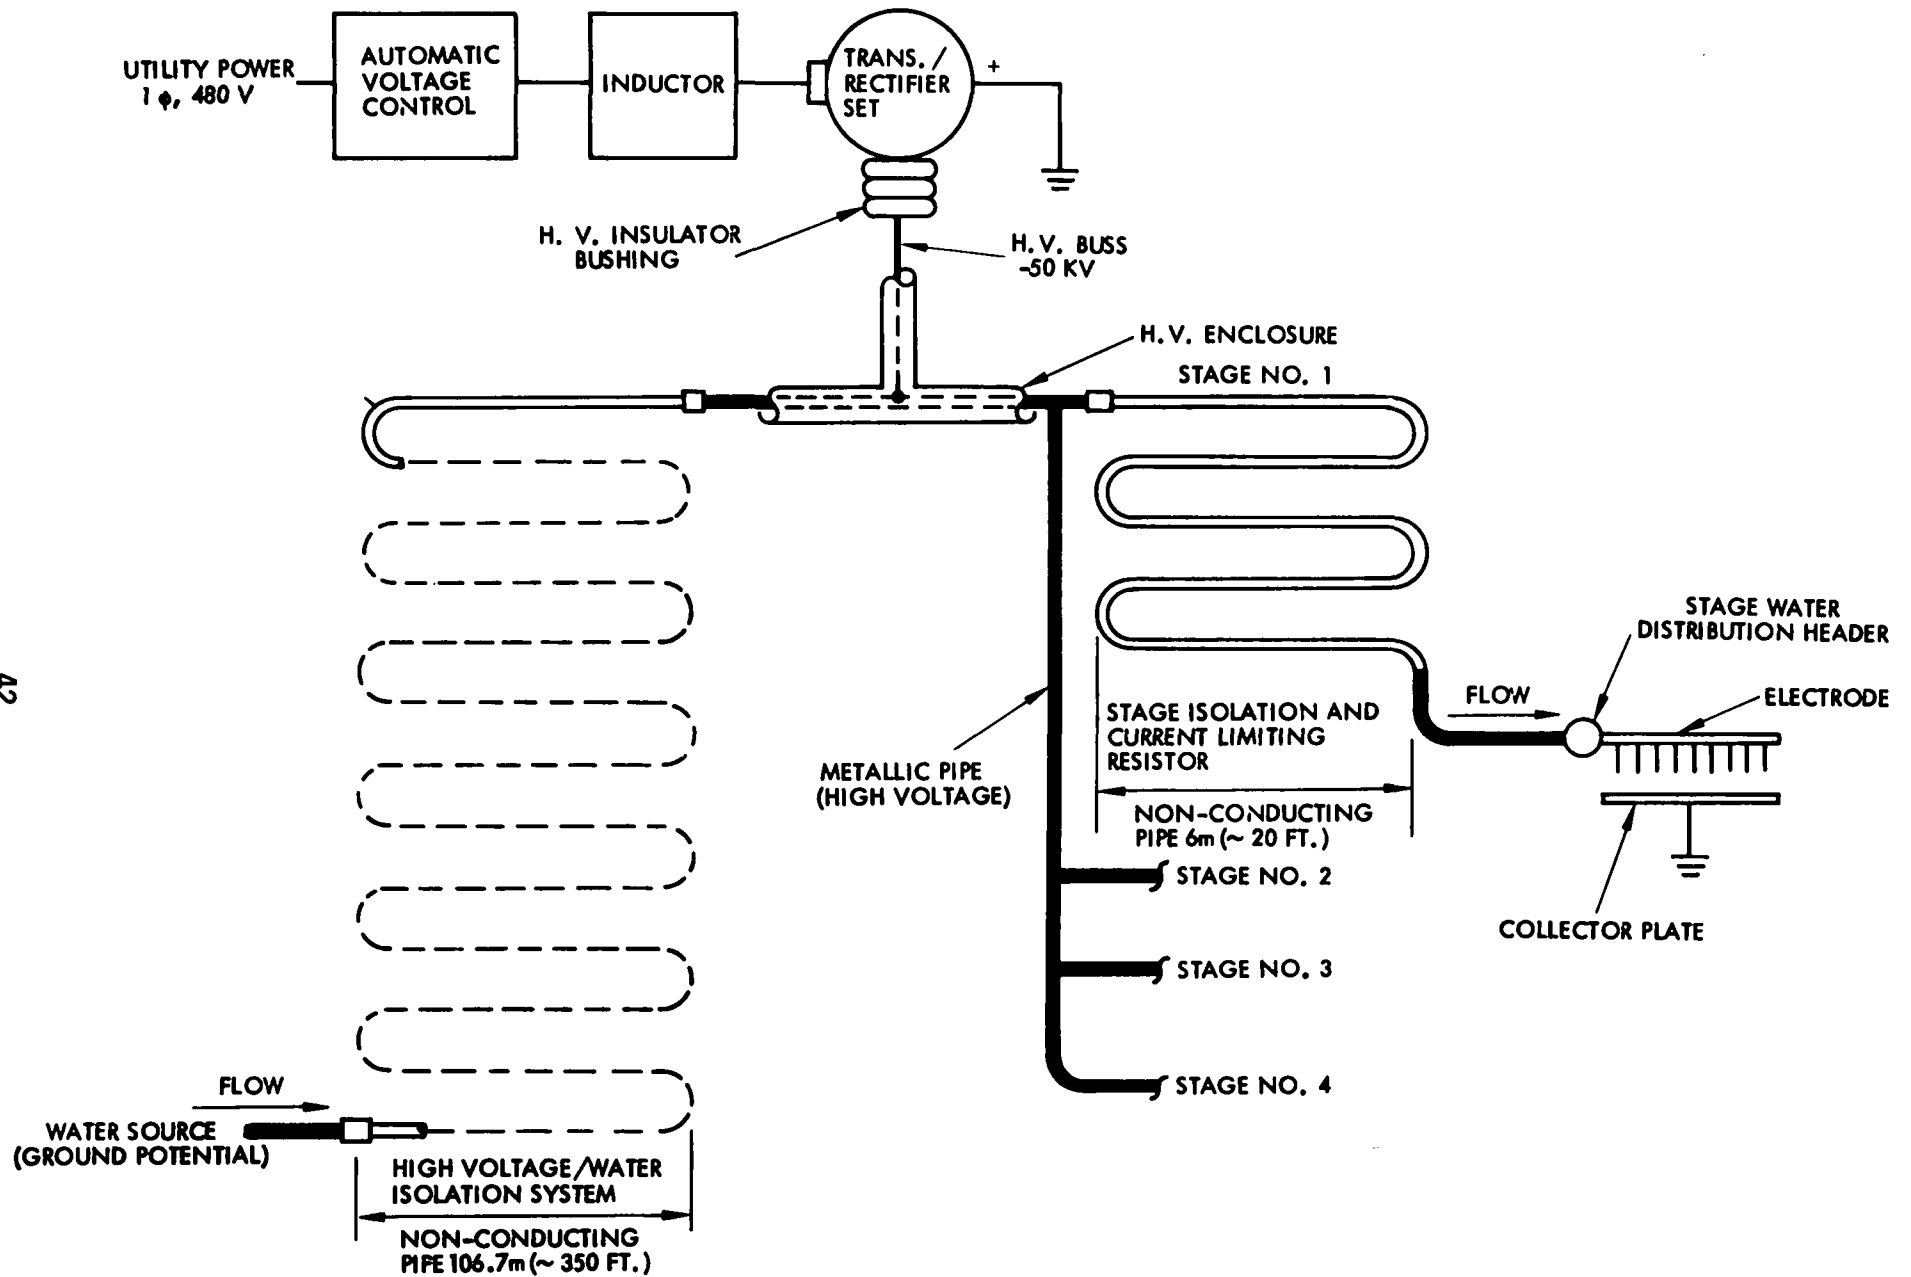 UTILITY POWER
1 φ, 480 V
AUTOMATIC
VOLTAGE
CONTROL
INDUCTOR
TRANS. /
RECTIFIER
SET
+
H. V. INSULATOR
BUSHING
H. V. BUSS
-50 KV
H. V. ENCLOSURE
STAGE NO. 1
STAGE WATER
DISTRIBUTION HEADER
FLOW
ELECTRODE
STAGE ISOLATION AND
CURRENT LIMITING
RESISTOR
METALLIC PIPE
(HIGH VOLTAGE)
NON-CONDUCTING
PIPE 6m (~ 20 FT.)
STAGE NO. 2
COLLECTOR PLATE
STAGE NO. 3
STAGE NO. 4
FLOW
WATER SOURCE
(GROUND POTENTIAL)
HIGH VOLTAGE/WATER
ISOLATION SYSTEM
NON-CONDUCTING
PIPE 106.7m (~ 350 FT.)
42